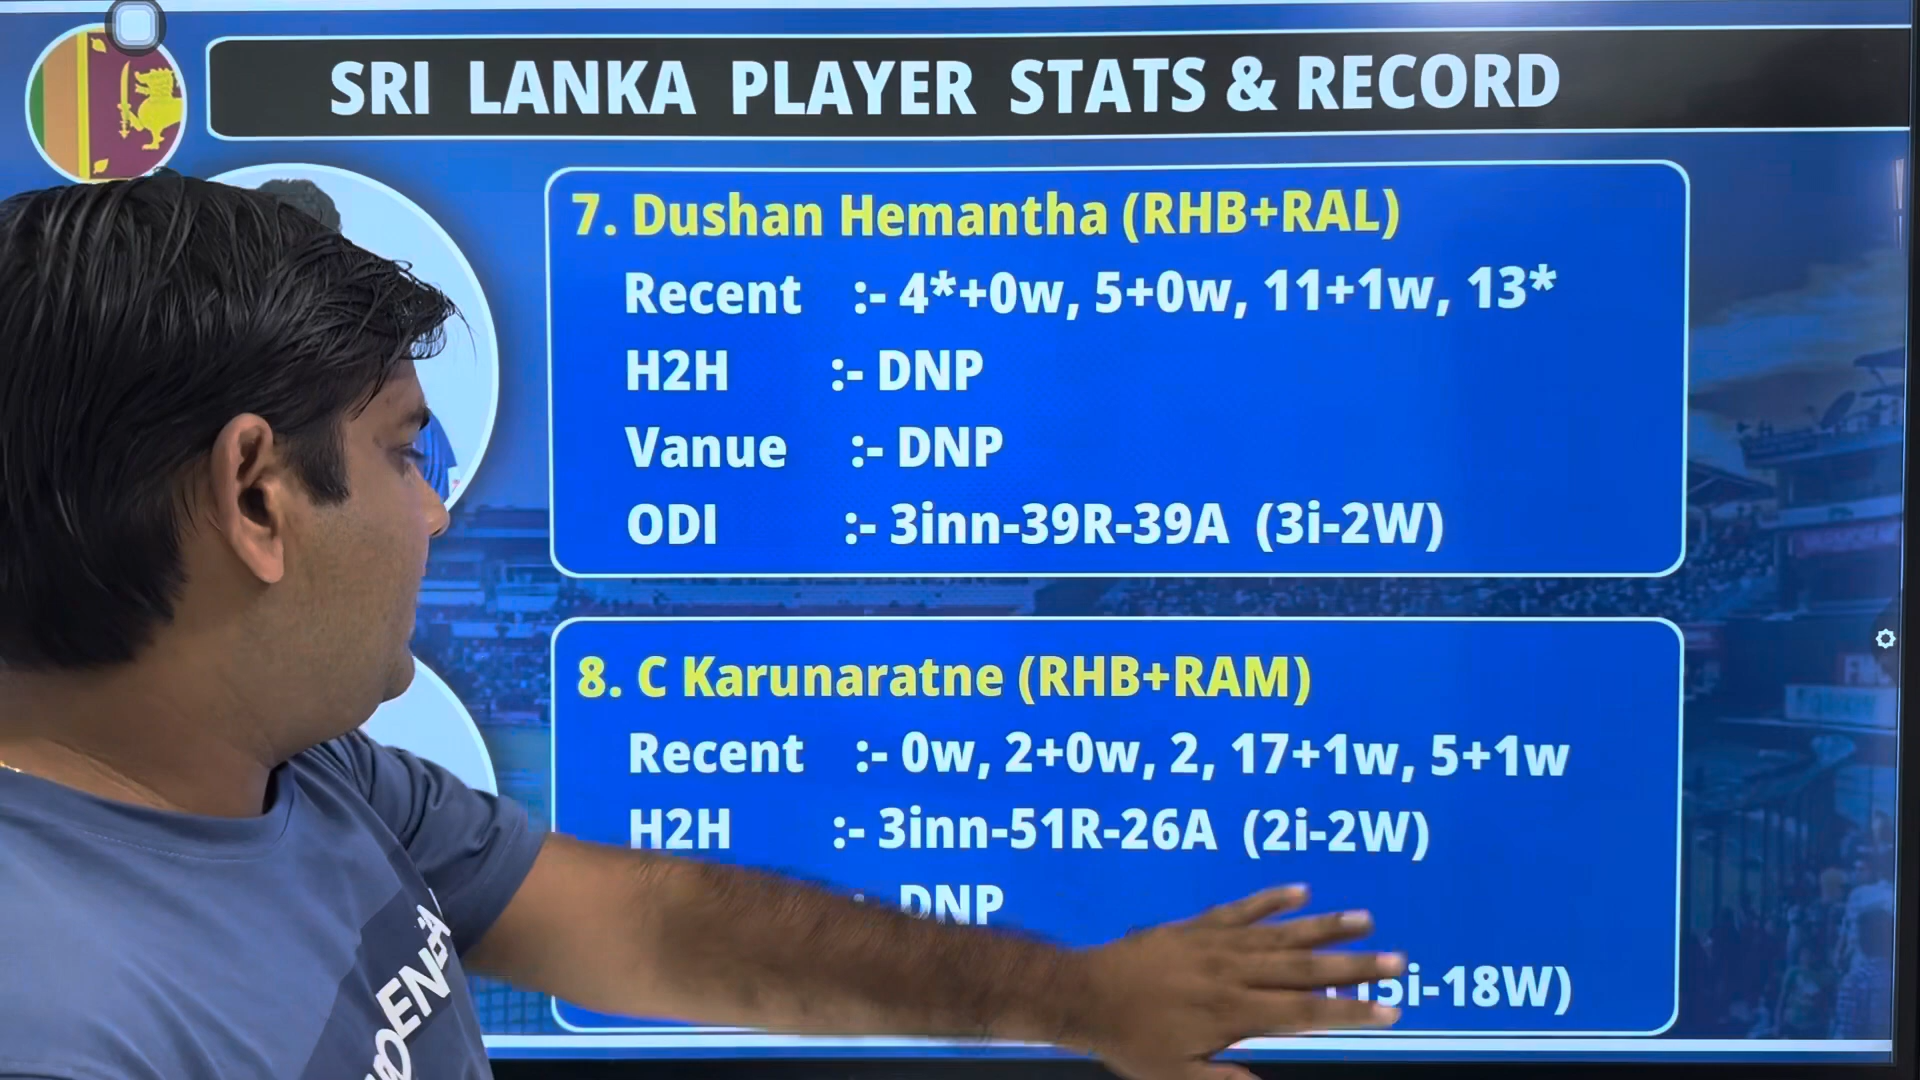 SRI LANKA PLAYER STATS & RECORD
7. Dushan Hemantha (RHB+RAL)
Recent :- 4*+0w, 5+0w, 11+1w, 13*
H2H :- DNP
Vanue :- DNP
ODI :- 3inn-39R-39A (3i-2W)
8. C Karunaratne (RHB+RAM)
Recent :- 0w, 2+0w, 2, 17+1w, 5+1w
H2H :- 3inn-51R-26A (2i-2W)
DNP
5i-18W)